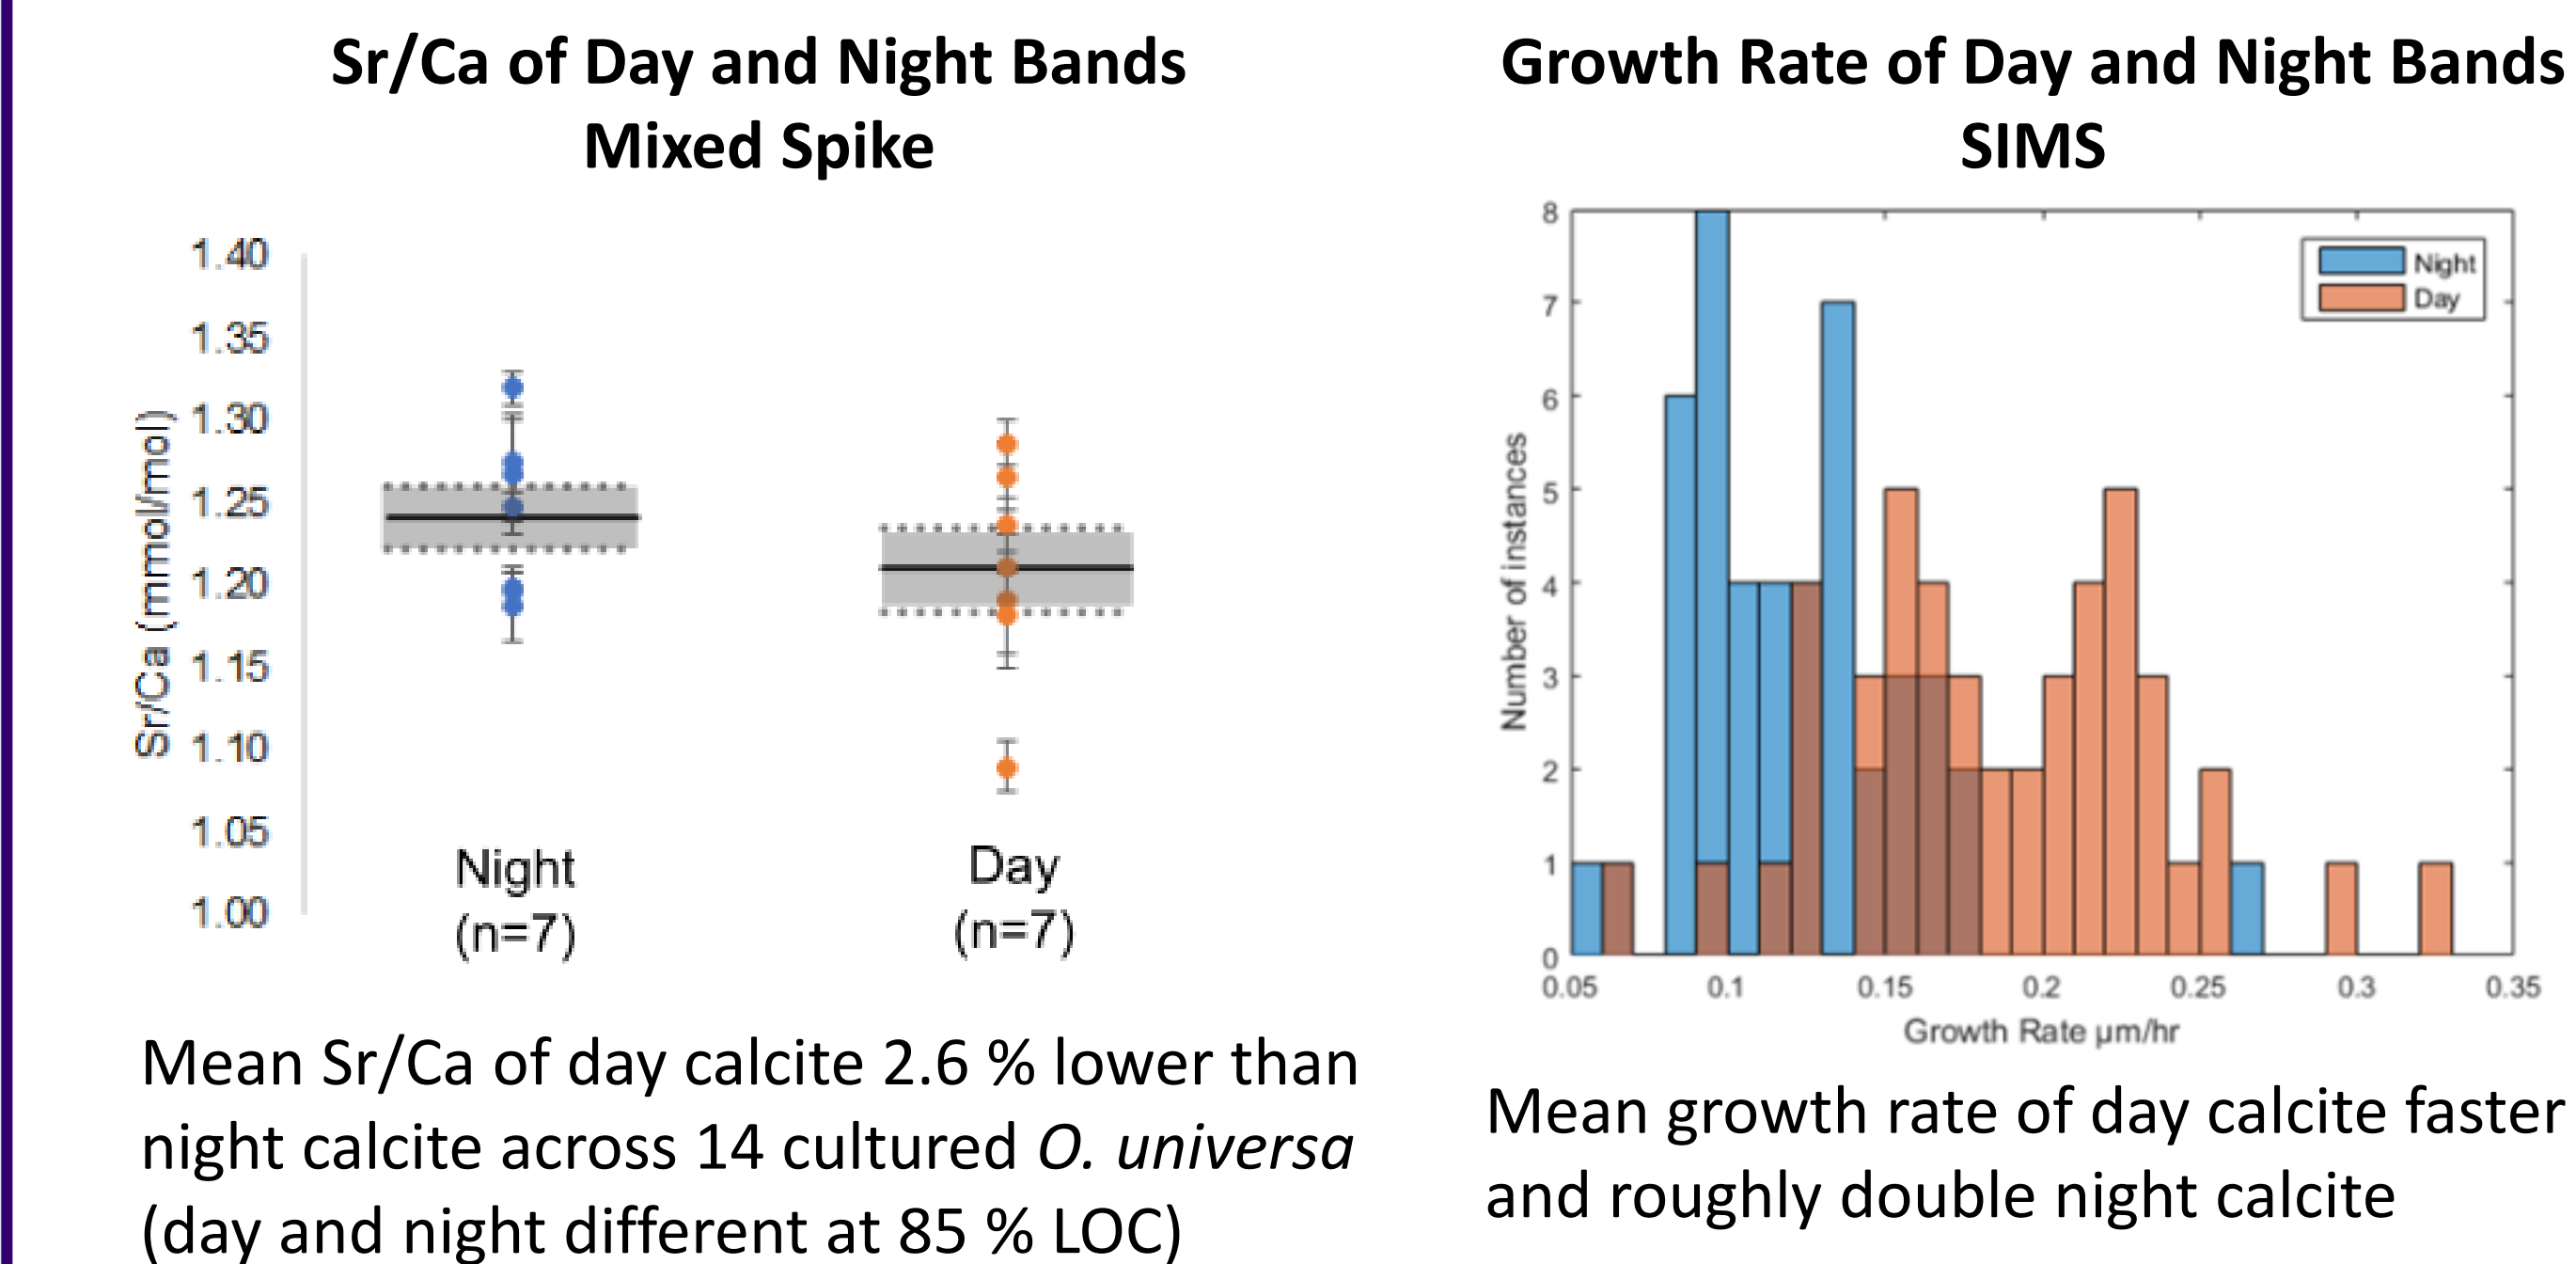 Sr/Ca of Day and Night Bands
Mixed Spike
1.40
1.35
1.30
1.25
1.20
1.15
1.10
1.05
1.00
Sr/Ca (mmol/mol)
Night
(n=7)
Day
(n=7)
Mean Sr/Ca of day calcite 2.6 % lower than
night calcite across 14 cultured O. universa
(day and night different at 85 % LOC)
Growth Rate of Day and Night Bands
SIMS
8
7
6
5
4
3
2
1
0
Number of instances
Night
Day
0.05 0.1 0.15 0.2 0.25 0.3 0.35
Growth Rate µm/hr
Mean growth rate of day calcite faster
and roughly double night calcite